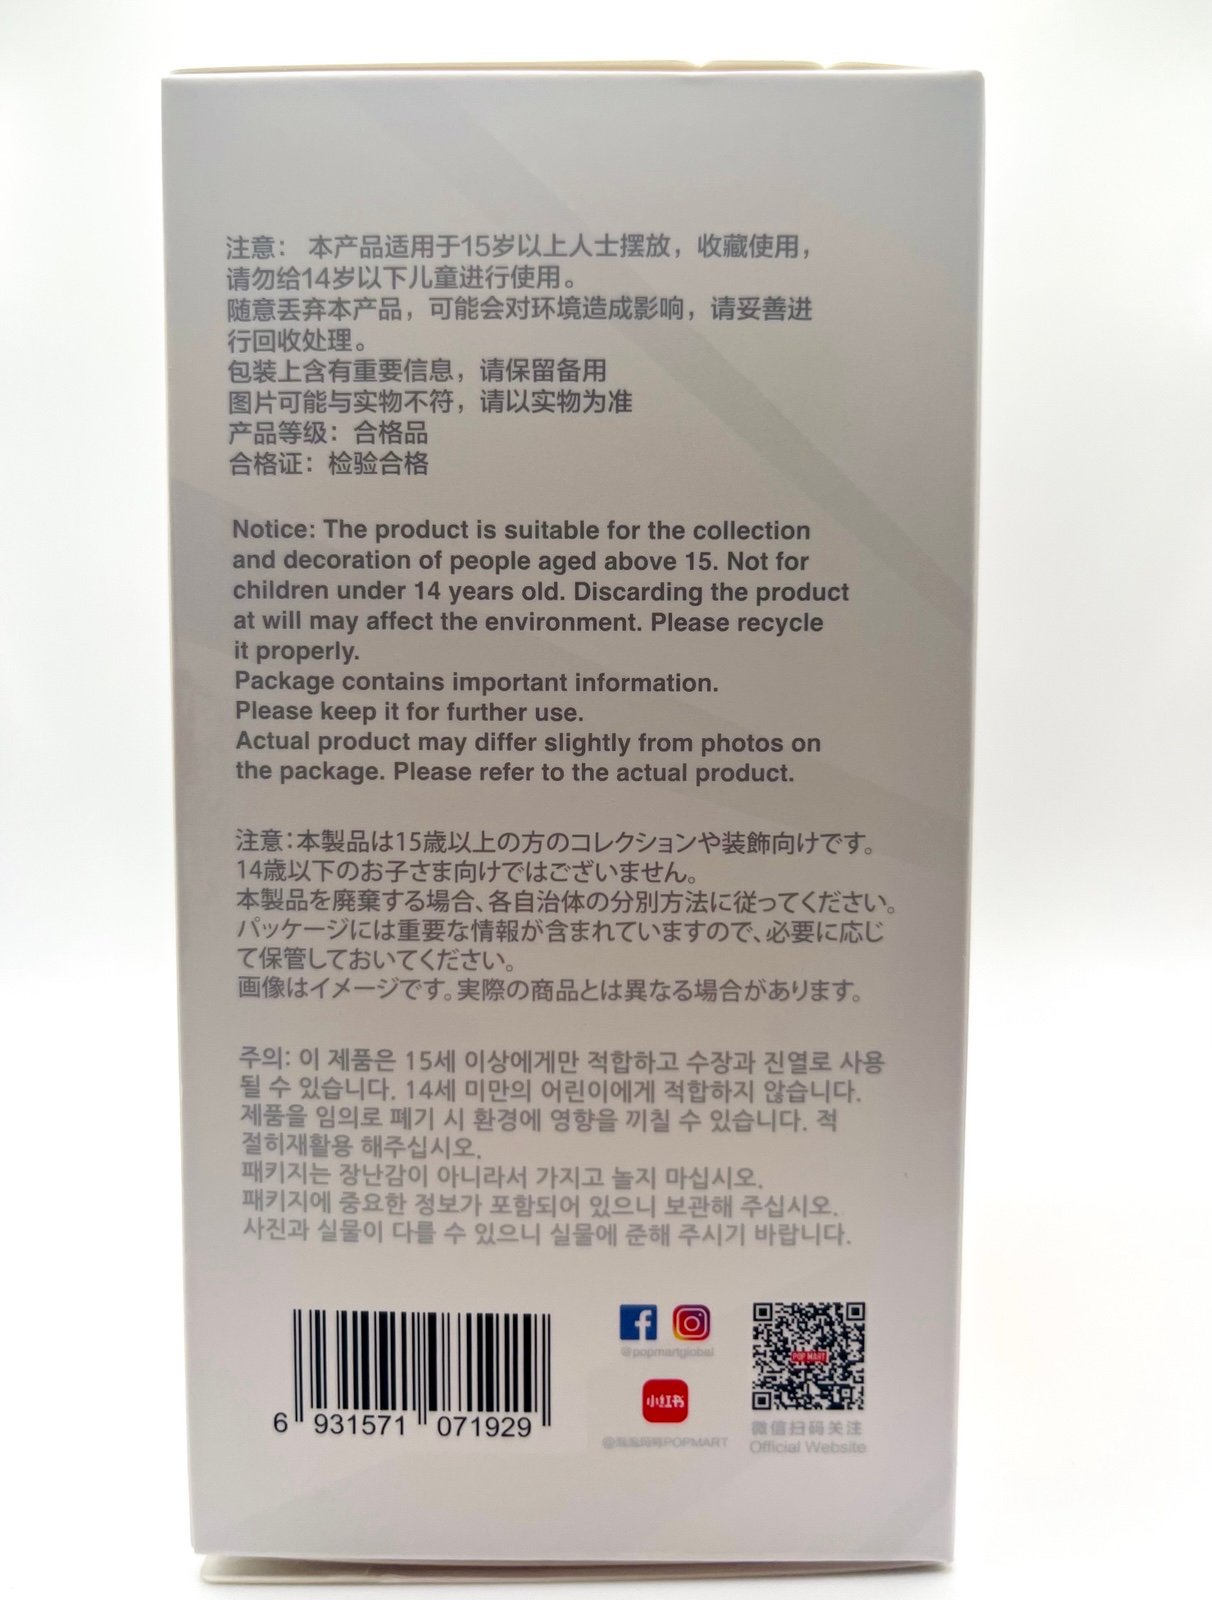 注意： 本产品适用于15岁以上人士摆放，收藏使用，
请勿给14岁以下儿童进行使用。
随意丢弃本产品，可能会对环境造成影响，请妥善进
行回收处理。
包装上含有重要信息，请保留备用
图片可能与实物不符，请以实物为准
产品等级：合格品
合格证：检验合格
Notice: The product is suitable for the collection
and decoration of people aged above 15. Not for
children under 14 years old. Discarding the product
at will may affect the environment. Please recycle
it properly.
Package contains important information.
Please keep it for further use.
Actual product may differ slightly from photos on
the package. Please refer to the actual product.
注意：本製品は15歳以上の方のコレクションや装飾向けです。
14歳以下のお子さま向けではございません。
本製品を廃棄する場合、各自治体の分別方法に従ってください。
パッケージには重要な情報が含まれていますので、必要に応じ
て保管しておいてください。
画像はイメージです。実際の商品とは異なる場合があります。
주의: 이 제품은 15세 이상에게만 적합하고 수장과 진열로 사용
될 수 있습니다. 14세 미만의 어린이에게 적합하지 않습니다.
제품을 임의로 폐기 시 환경에 영향을 끼칠 수 있습니다. 적
절히재활용 해주십시오.
패키지는 장난감이 아니라서 가지고 놀지 마십시오.
패키지에 중요한 정보가 포함되어 있으니 보관해 주십시오.
사진과 실물이 다를 수 있으니 실물에 준해 주시기 바랍니다.
6 931571 071929
@popmartglobal
小红书
@泡泡玛特POPMART
POP MART
微信扫码关注
Official Website